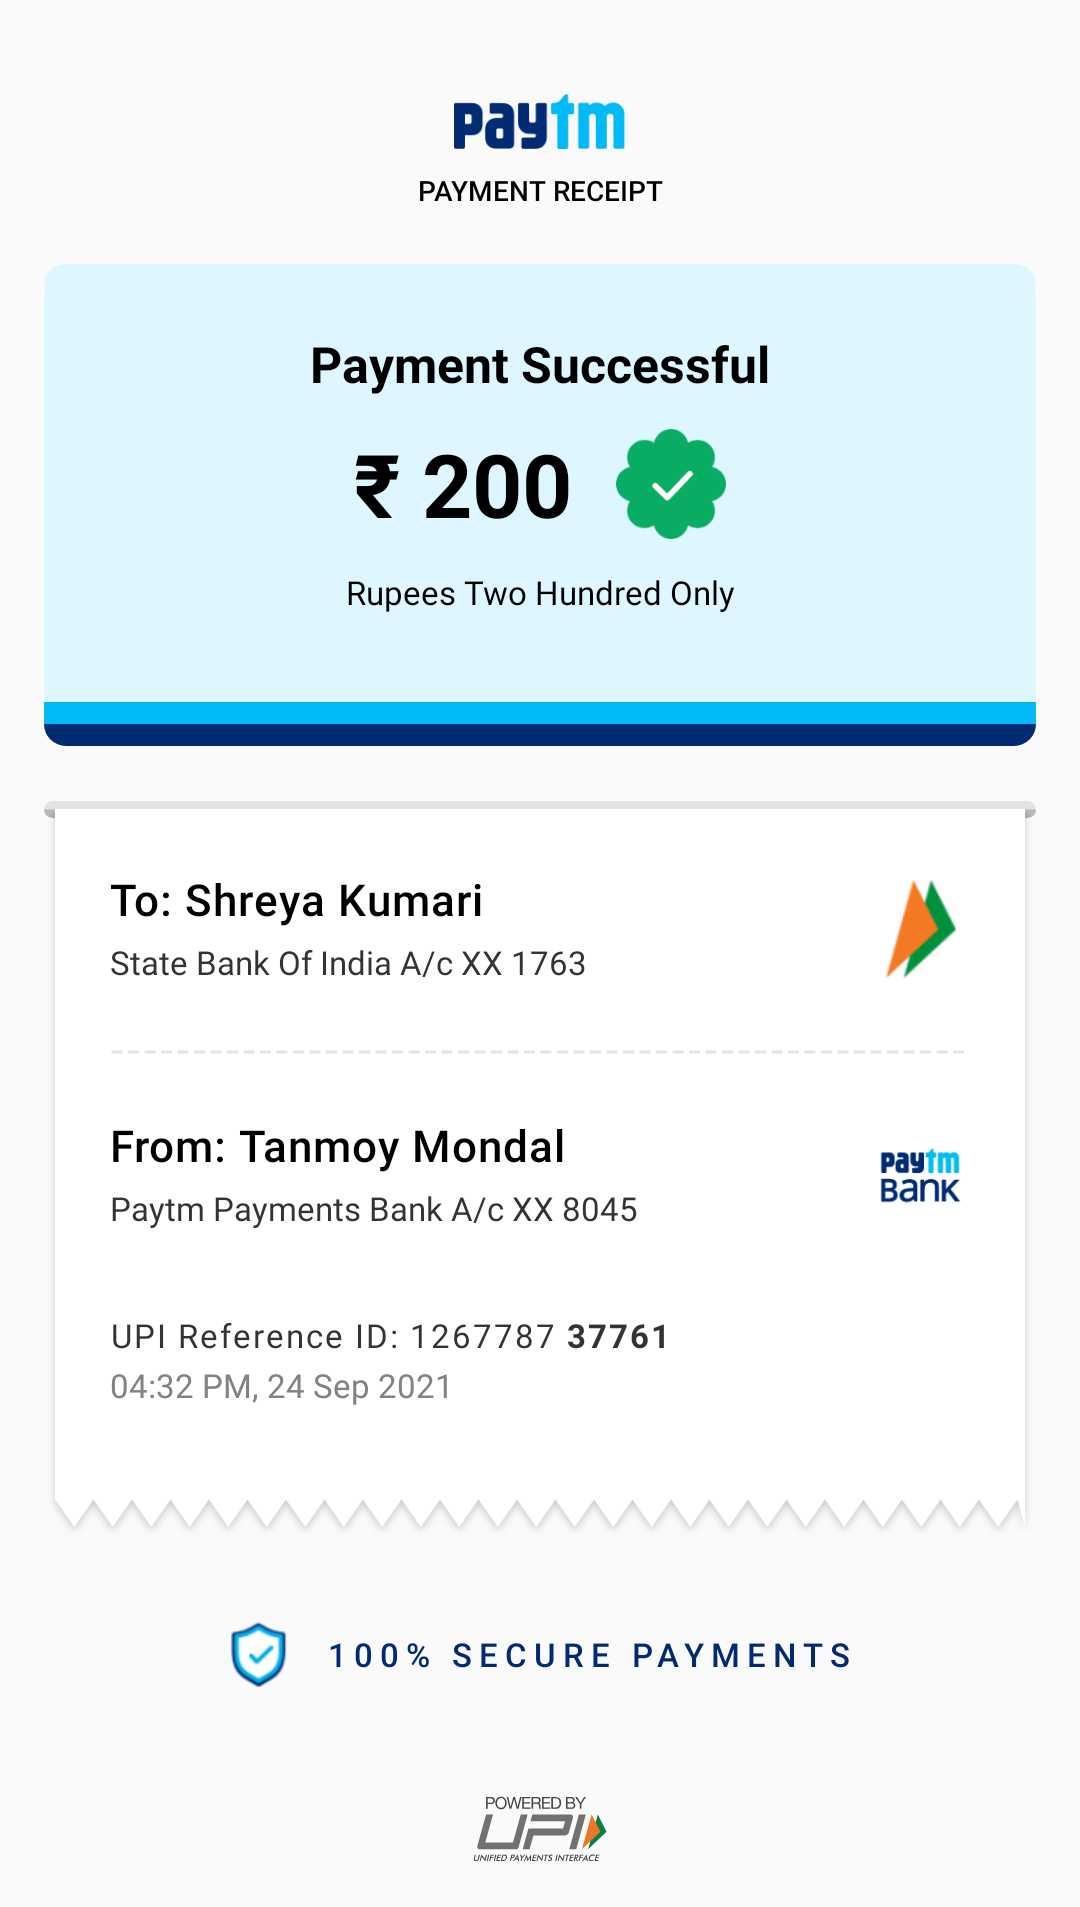 paytm
PAYMENT RECEIPT
Payment Successful
₹ 200
Rupees Two Hundred Only
To: Shreya Kumari
State Bank Of India A/c XX 1763
From: Tanmoy Mondal
paytm
BANK
Paytm Payments Bank A/c XX 8045
UPI Reference ID: 1267787 37761
04:32 PM, 24 Sep 2021
100% SECURE PAYMENTS
POWERED BY
UPI
UNIFIED PAYMENTS INTERFACE